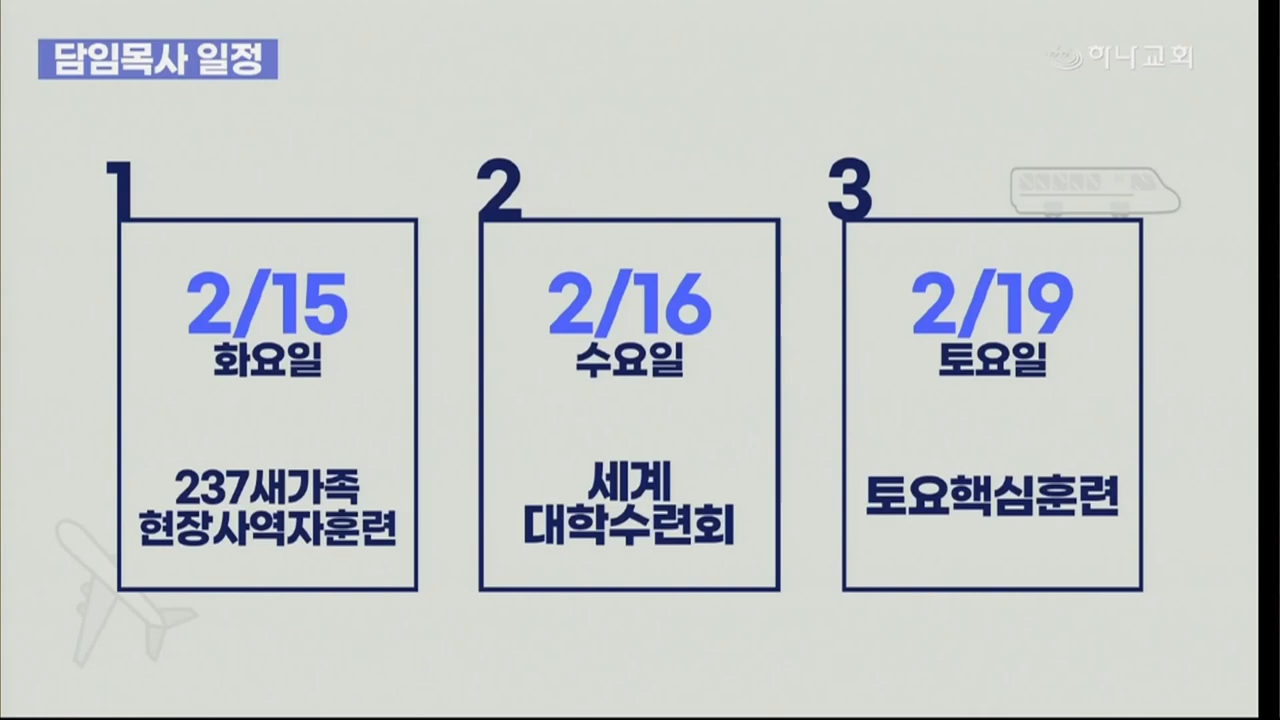 담임목사 일정
하나교회
1
2/15
화요일
237새가족
현장사역자훈련
2
2/16
수요일
세계
대학수련회
3
2/19
토요일
토요핵심훈련